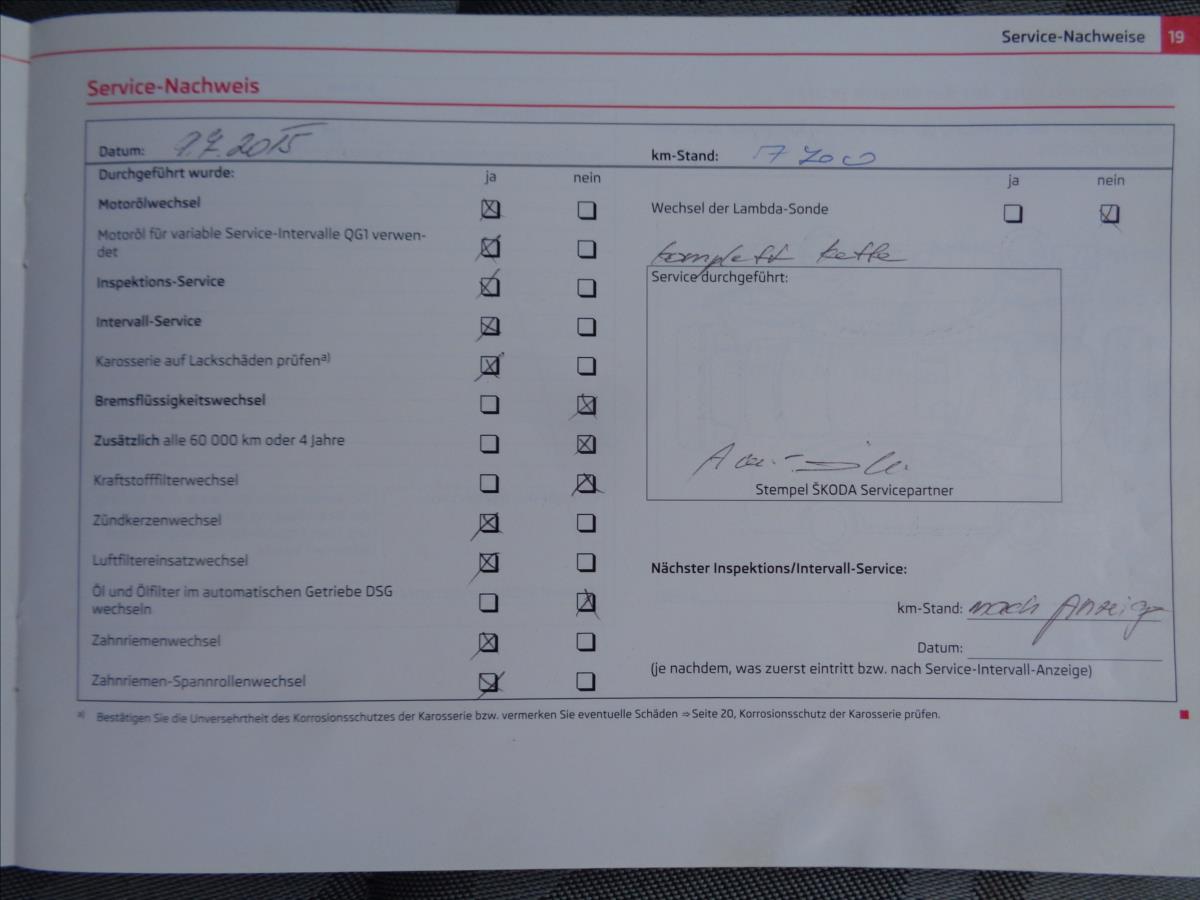 Service-Nachweise 19
Service-Nachweis
Datum: 9.7.2015
km-Stand:
Durchgeführt wurde: ja nein
Motorölwechsel
Motoröl für variable Service-Intervalle QG1 verwen-
det
Inspektions-Service
Intervall-Service
Karosserie auf Lackschäden prüfen a)
Bremsflüssigkeitswechsel
Zusätzlich alle 60 000 km oder 4 Jahre
Kraftstofffilterwechsel
Zündkerzenwechsel
Luftfiltereinsatzwechsel
Öl und Ölfilter im automatischen Getriebe DSG
wechseln
Zahnriemenwechsel
Zahnriemen-Spannrollenwechsel
ja nein
Wechsel der Lambda-Sonde
komplett Kette
Service durchgeführt:
Stempel ŠKODA Servicepartner
Nächster Inspektions/Intervall-Service:
km-Stand: nach Anzeige
Datum:
(je nachdem, was zuerst eintritt bzw. nach Service-Intervall-Anzeige)
a) Bestätigen Sie die Unversehrtheit des Korrosionsschutzes der Karosserie bzw. vermerken Sie eventuelle Schäden ⇒ Seite 20, Korrosionsschutz der Karosserie prüfen.